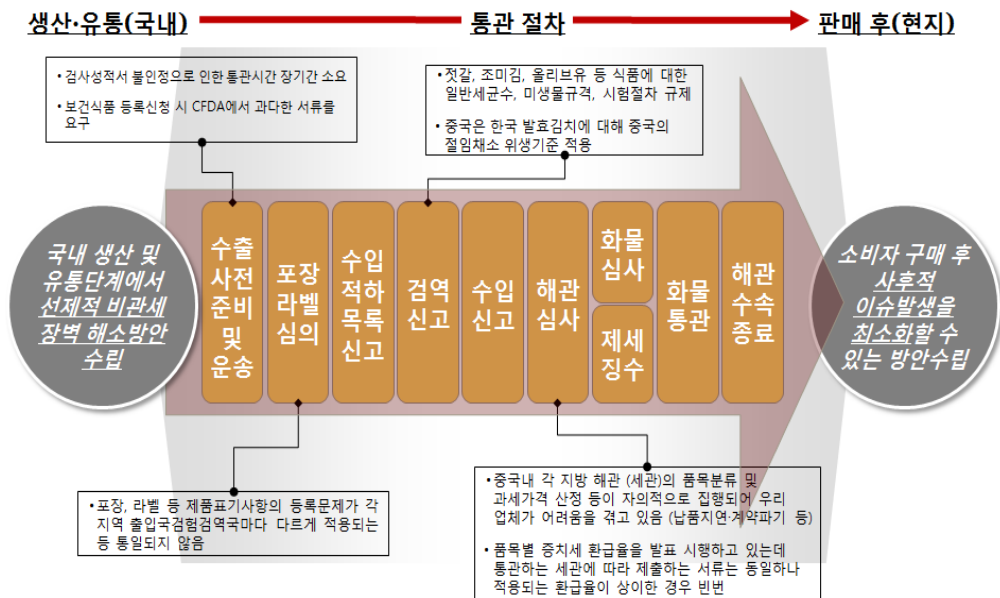 생산·유통(국내)
통관 절차
판매 후(현지)
• 검사성적서 불인정으로 인한 통관시간 장기간 소요
• 보건식품 등록신청 시 CFDA에서 과다한 서류를
요구
• 젓갈, 조미김, 올리브유 등 식품에 대한
일반세균수, 미생물규격, 시험절차 규제
• 중국은 한국 발효김치에 대해 중국의
절임채소 위생기준 적용
국내 생산 및
유통단계에서
선제적 비관세
장벽 해소방안
수립
수출
사전
준비
및
운송
포장
라벨
심의
수입
적하
목록
신고
검역
신고
수입
신고
해관
심사
화물
심사
제세
징수
화물
통관
해관
수속
종료
소비자 구매 후
사후적
이슈발생을
최소화할 수
있는 방안수립
• 포장, 라벨 등 제품표기사항의 등록문제가 각
지역 출입국검험검역국마다 다르게 적용되는
등 통일되지 않음
• 중국내 각 지방 해관 (세관)의 품목분류 및
과세가격 산정 등이 자의적으로 집행되어 우리
업체가 어려움을 겪고 있음 (납품지연·계약파기 등)
• 품목별 증치세 환급율을 발표 시행하고 있는데
통관하는 세관에 따라 제출하는 서류는 동일하나
적용되는 환급율이 상이한 경우 빈번